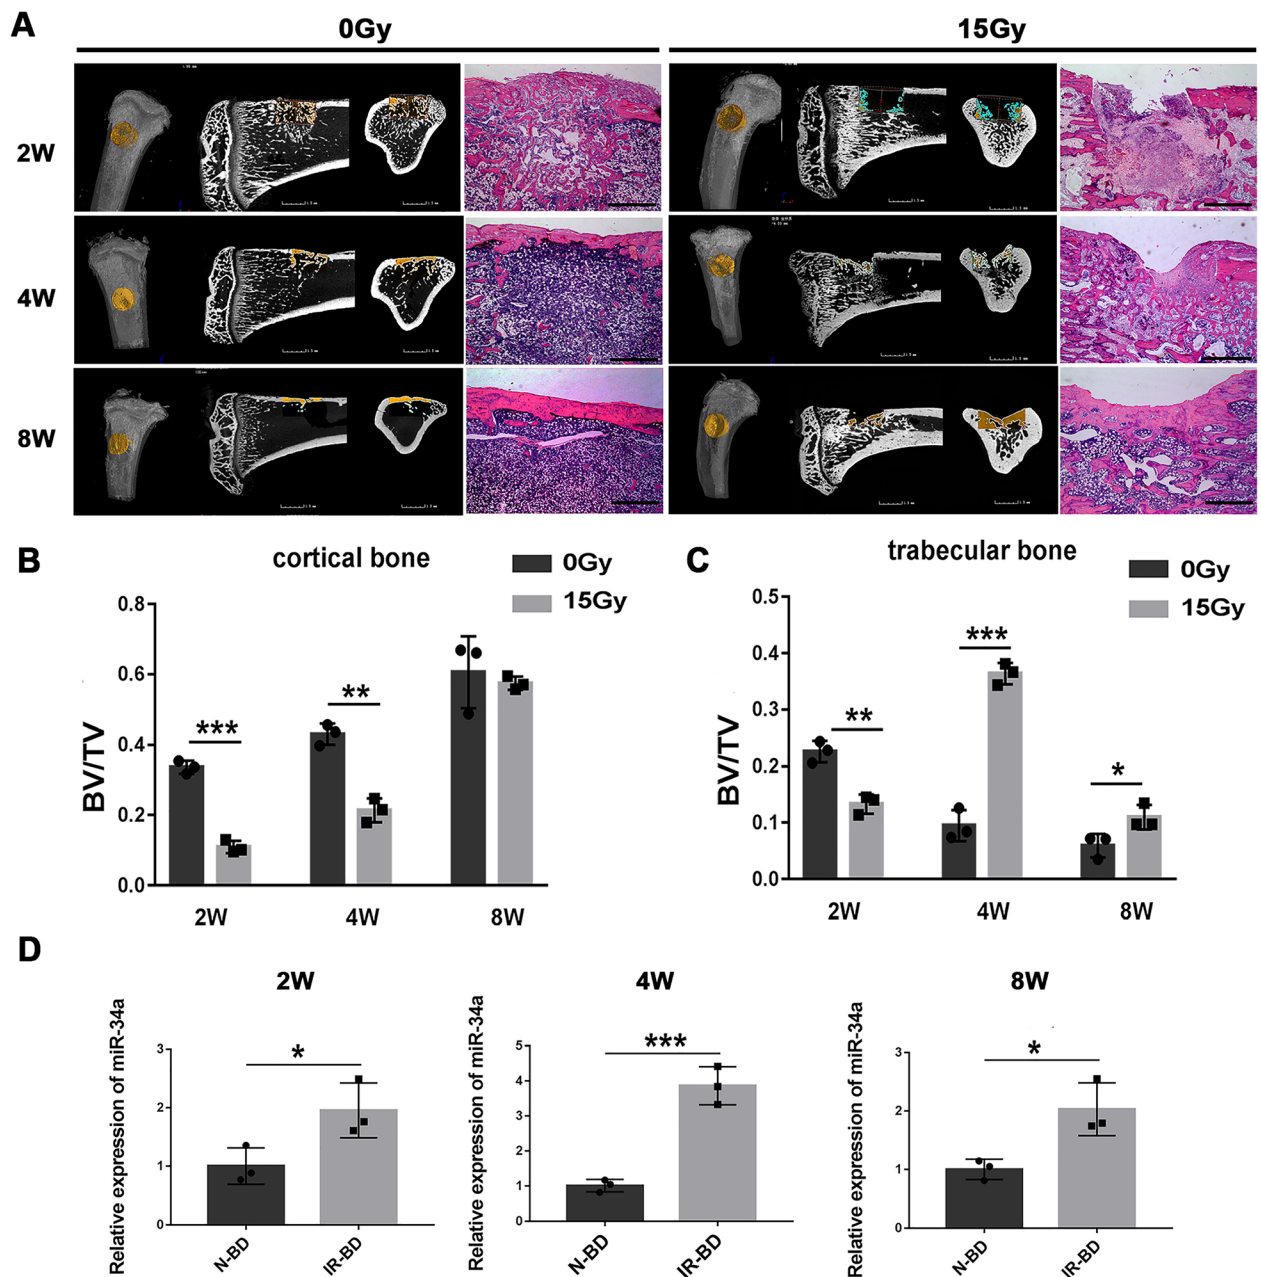 A
0Gy
15Gy
2W
4W
8W
B
cortical bone
0Gy
15Gy
BV/TV
0.8
0.6
0.4
0.2
0.0
***
**
2W
4W
8W
C
trabecular bone
0Gy
15Gy
BV/TV
0.5
0.4
0.3
0.2
0.1
0.0
**
***
*
2W
4W
8W
D
2W
Relative expression of miR-34a
3
2
1
0
*
N-BD
IR-BD
4W
Relative expression of miR-34a
5
4
3
2
1
0
***
N-BD
IR-BD
8W
Relative expression of miR-34a
3
2
1
0
*
N-BD
IR-BD